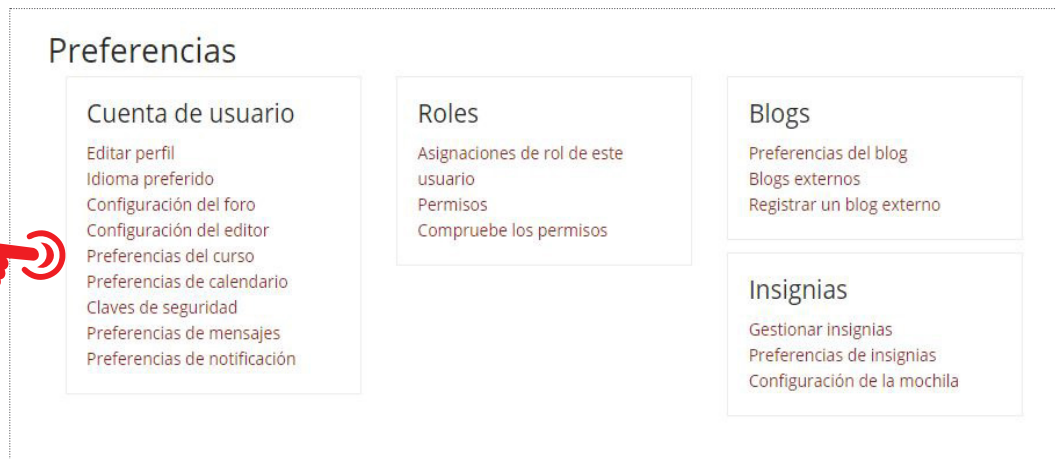 Preferencias
Cuenta de usuario
Editar perfil
Idioma preferido
Configuración del foro
Configuración del editor
Preferencias del curso
Preferencias de calendario
Claves de seguridad
Preferencias de mensajes
Preferencias de notificación
Roles
Asignaciones de rol de este
usuario
Permisos
Compruebe los permisos
Blogs
Preferencias del blog
Blogs externos
Registrar un blog externo
Insignias
Gestionar insignias
Preferencias de insignias
Configuración de la mochila